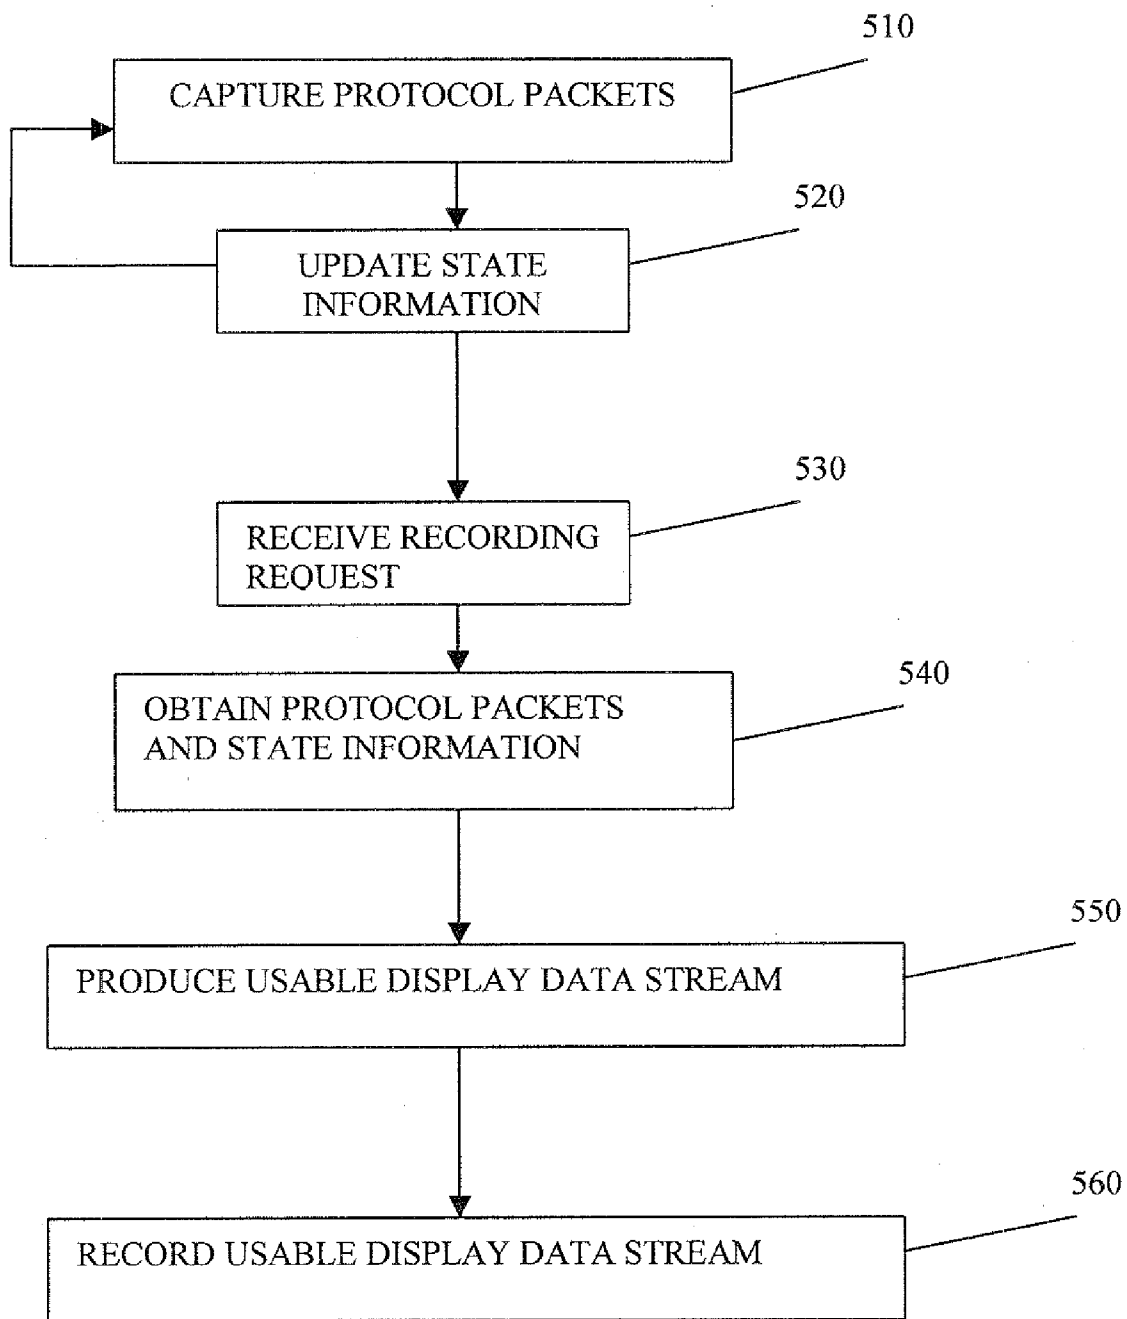 510
CAPTURE PROTOCOL PACKETS
520
UPDATE STATE
INFORMATION
530
RECEIVE RECORDING
REQUEST
540
OBTAIN PROTOCOL PACKETS
AND STATE INFORMATION
550
PRODUCE USABLE DISPLAY DATA STREAM
560
RECORD USABLE DISPLAY DATA STREAM